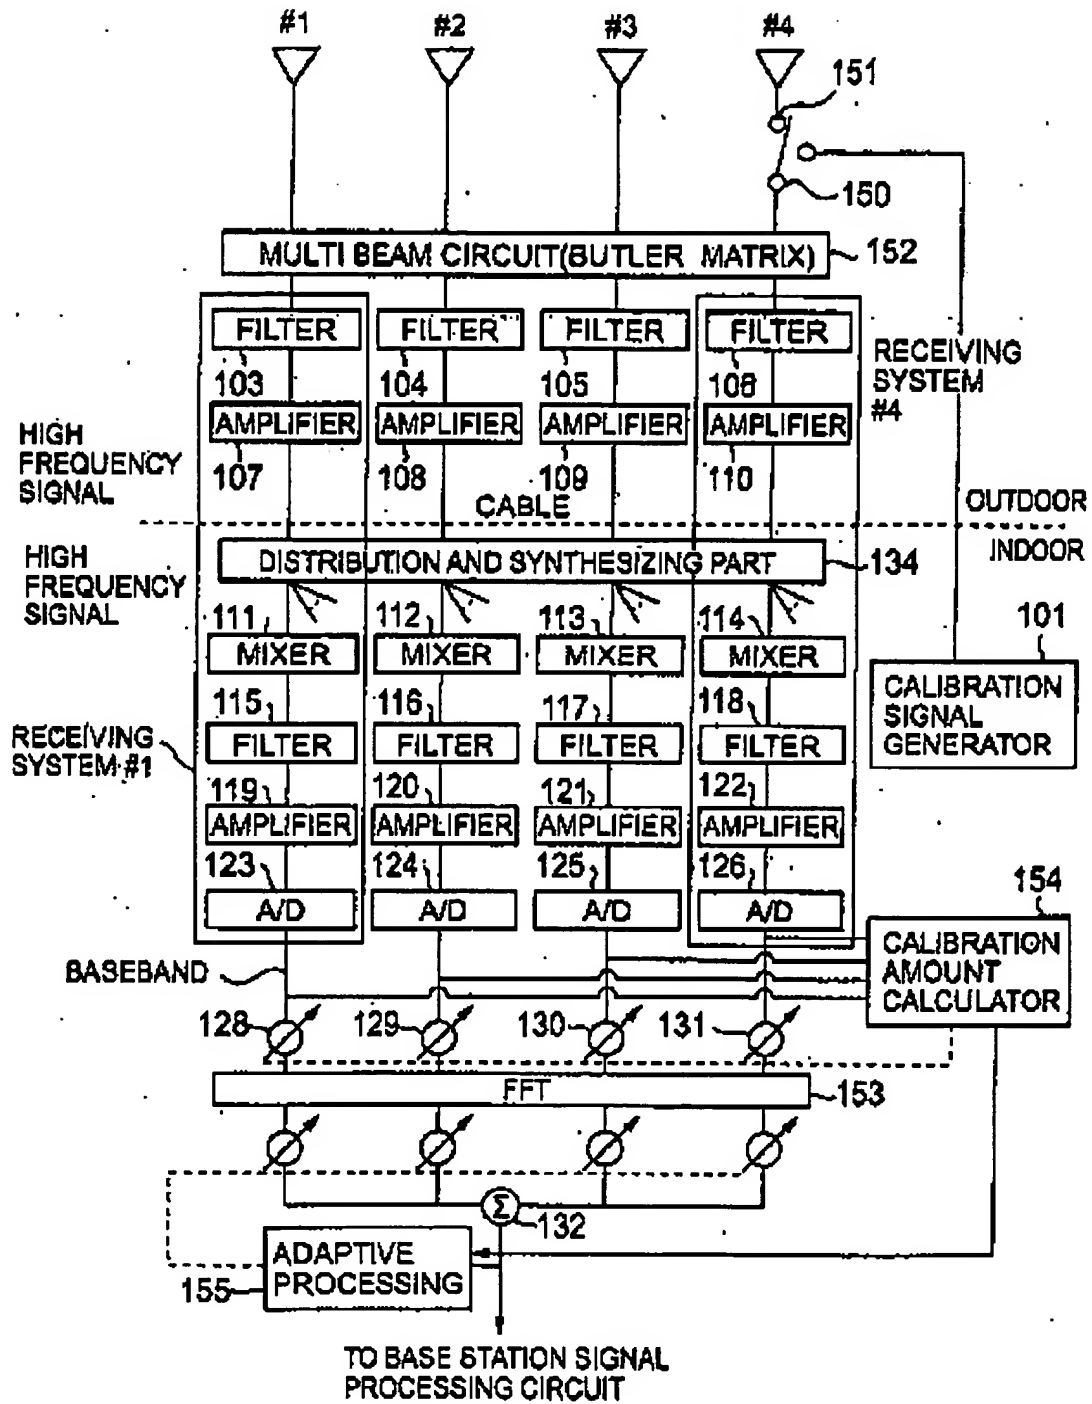 #1 #2 #3 #4
151
150
MULTI BEAM CIRCUIT(BUTLER MATRIX) 152
FILTER FILTER FILTER FILTER
103 104 105 106
RECEIVING
SYSTEM
#4
AMPLIFIER AMPLIFIER AMPLIFIER AMPLIFIER
107 108 109 110
HIGH
FREQUENCY
SIGNAL
CABLE
OUTDOOR
INDOOR
HIGH
FREQUENCY
SIGNAL
DISTRIBUTION AND SYNTHESIZING PART 134
111 112 113 114
MIXER MIXER MIXER MIXER
101
CALIBRATION
SIGNAL
GENERATOR
115 116 117 118
FILTER FILTER FILTER FILTER
RECEIVING
SYSTEM #1
119 120 121 122
AMPLIFIER AMPLIFIER AMPLIFIER AMPLIFIER
123 124 125 126
A/D A/D A/D A/D
154
CALIBRATION
AMOUNT
CALCULATOR
BASEBAND
128 129 130 131
FFT 153
Σ
132
ADAPTIVE
PROCESSING
155
TO BASE STATION SIGNAL
PROCESSING CIRCUIT